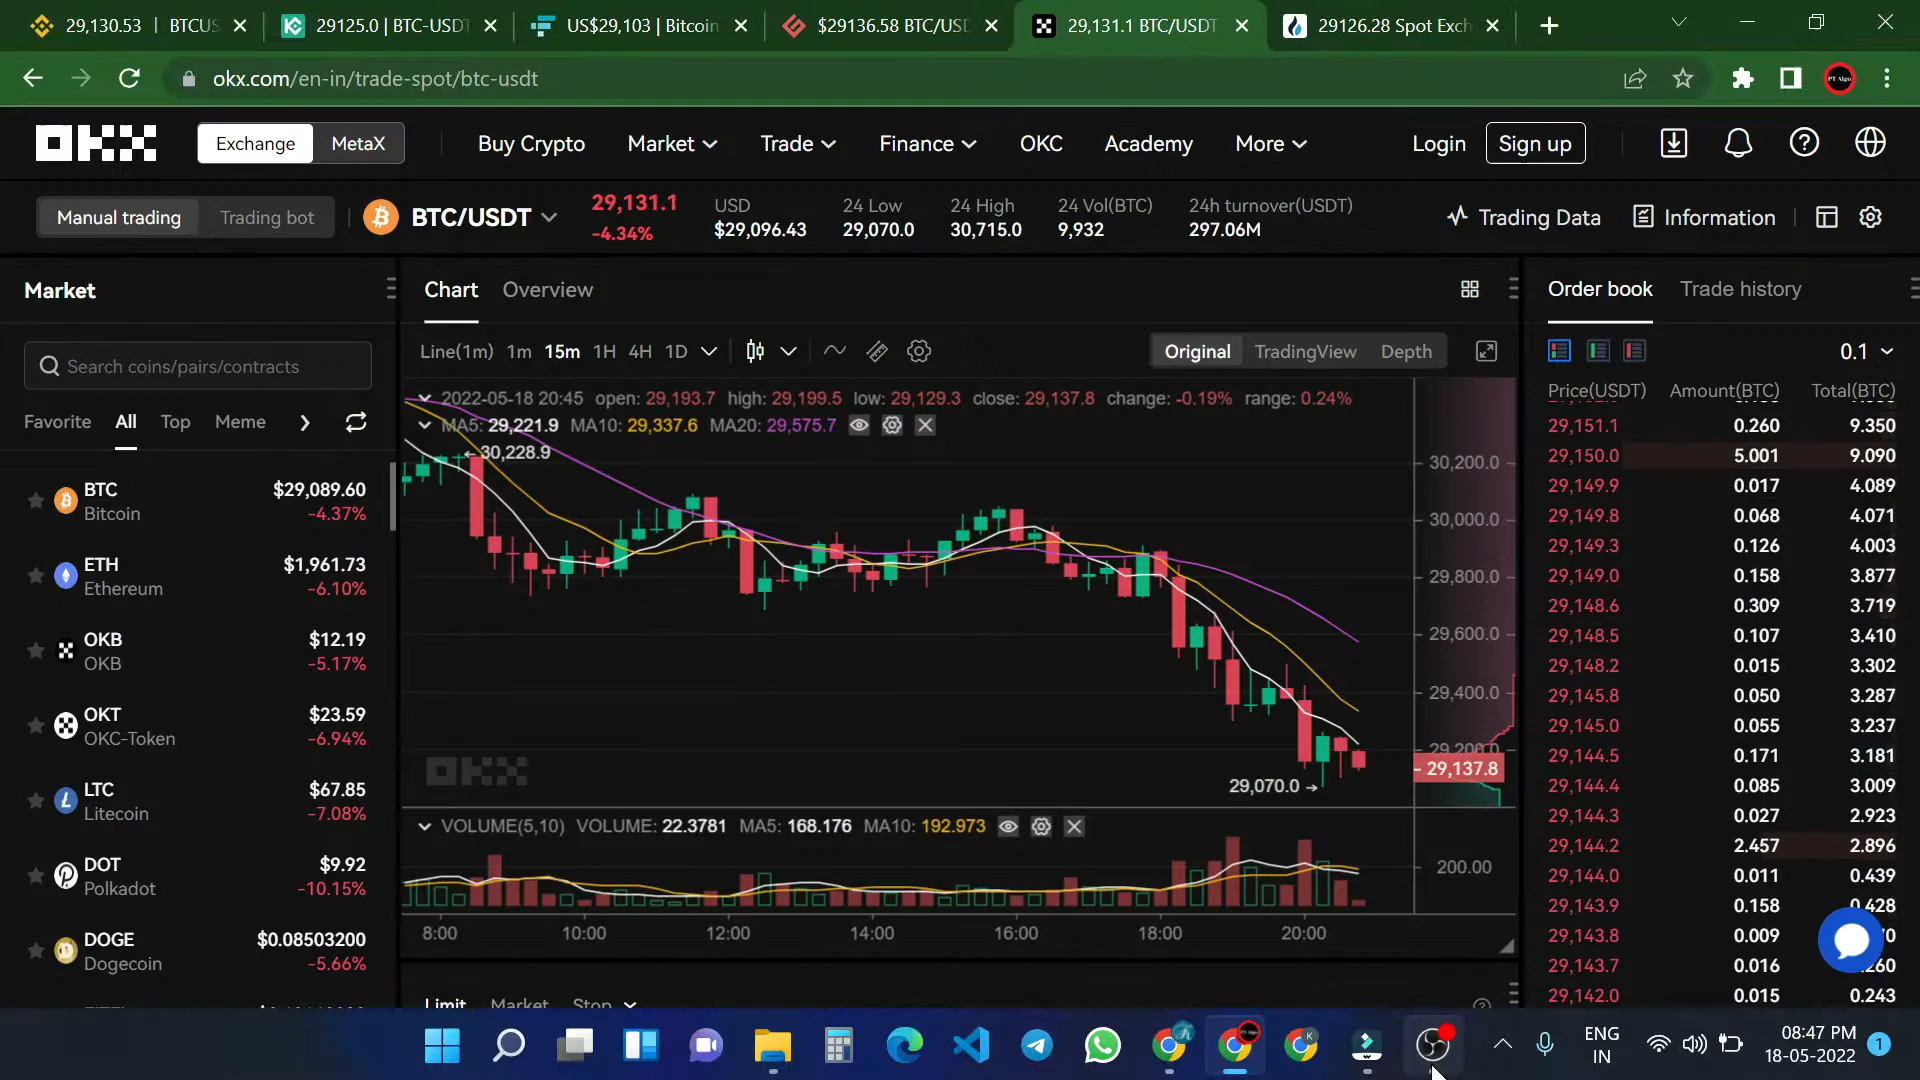 29,130.53 | BTCUS
29125.0 | BTC-USDT
US$29,103 | Bitcoin
$29136.58 BTC/USD
29,131.1 BTC/USDT
29126.28 Spot Exch
okx.com/en-in/trade-spot/btc-usdt
PT Algo
OKX
Exchange
MetaX
Buy Crypto
Market
Trade
Finance
OKC
Academy
More
Login
Sign up
Manual trading
Trading bot
BTC/USDT
29,131.1
-4.34%
USD
$29,096.43
24 Low
29,070.0
24 High
30,715.0
24 Vol(BTC)
9,932
24h turnover(USDT)
297.06M
Trading Data
Information
Market
Search coins/pairs/contracts
Favorite All Top Meme
BTC $29,089.60
Bitcoin -4.37%
ETH $1,961.73
Ethereum -6.10%
OKB $12.19
OKB -5.17%
OKT $23.59
OKC-Token -6.94%
LTC $67.85
Litecoin -7.08%
DOT $9.92
Polkadot -10.15%
DOGE $0.08503200
Dogecoin -5.66%
Chart Overview
Line(1m) 1m 15m 1H 4H 1D
Original TradingView Depth
2022-05-18 20:45 open: 29,193.7 high: 29,199.5 low: 29,129.3 close: 29,137.8 change: -0.19% range: 0.24%
MA5: 29,221.9 MA10: 29,337.6 MA20: 29,575.7
30,228.9
30,200.0
30,000.0
29,800.0
29,600.0
29,400.0
29,200.0
29,137.8
29,070.0
OKX
VOLUME(5,10) VOLUME: 22.3781 MA5: 168.176 MA10: 192.973
200.00
8:00 10:00 12:00 14:00 16:00 18:00 20:00
Limit Market Stop
Order book Trade history
0.1
Price(USDT) Amount(BTC) Total(BTC)
29,151.1 0.260 9.350
29,150.0 5.001 9.090
29,149.9 0.017 4.089
29,149.8 0.068 4.071
29,149.3 0.126 4.003
29,149.0 0.158 3.877
29,148.6 0.309 3.719
29,148.5 0.107 3.410
29,148.2 0.015 3.302
29,145.8 0.050 3.287
29,145.0 0.055 3.237
29,144.5 0.171 3.181
29,144.4 0.085 3.009
29,144.3 0.027 2.923
29,144.2 2.457 2.896
29,144.0 0.011 0.439
29,143.9 0.158 0.428
29,143.8 0.009
29,143.7 0.016
29,142.0 0.015 0.243
K
ENG
IN
08:47 PM
18-05-2022
1